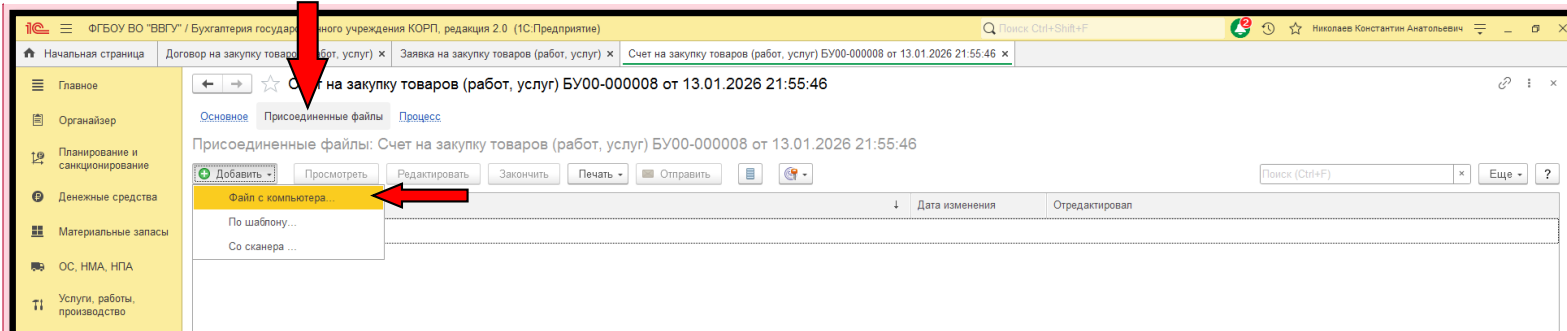 ФГБОУ ВО "ВВГУ" / Бухгалтерия государ нного учреждения КОРП, редакция 2.0 (1С:Предприятие) Поиск Ctrl+Shift+F 2 Николаев Константин Анатольевич
Начальная страница Договор на закупку товаро бот, услуг) × Заявка на закупку товаров (работ, услуг) × Счет на закупку товаров (работ, услуг) БУ00-000008 от 13.01.2026 21:55:46 ×
Главное
на закупку товаров (работ, услуг) БУ00-000008 от 13.01.2026 21:55:46
Органайзер
Основное Присоединенные файлы Процесс
Планирование и
санкционирование
Присоединенные файлы: Счет на закупку товаров (работ, услуг) БУ00-000008 от 13.01.2026 21:55:46
Добавить Просмотреть Редактировать Закончить Печать Отправить Поиск (Ctrl+F) × Еще ?
Денежные средства
Файл с компьютера...
Дата изменения Отредактировал
По шаблону...
Со сканера ...
Материальные запасы
ОС, НМА, НПА
Услуги, работы,
производство